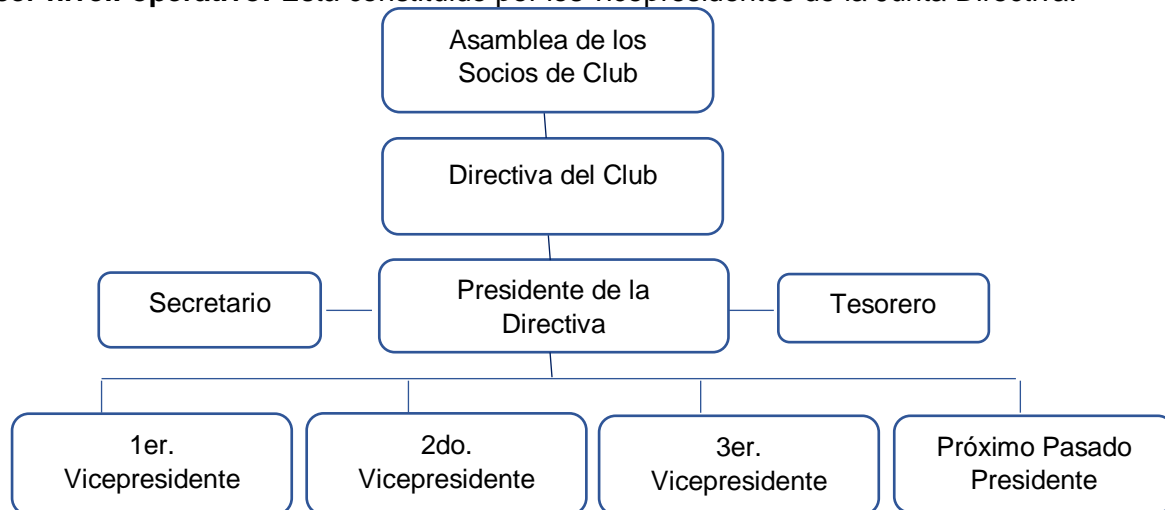 nivel: operativo: Está constituido por los vicepresidentes de la Junta Directiva.
Asamblea de los
Socios de Club
Directiva del Club
Secretario
Presidente de la
Directiva
Tesorero
1er.
Vicepresidente
2do.
Vicepresidente
3er.
Vicepresidente
Próximo Pasado
Presidente